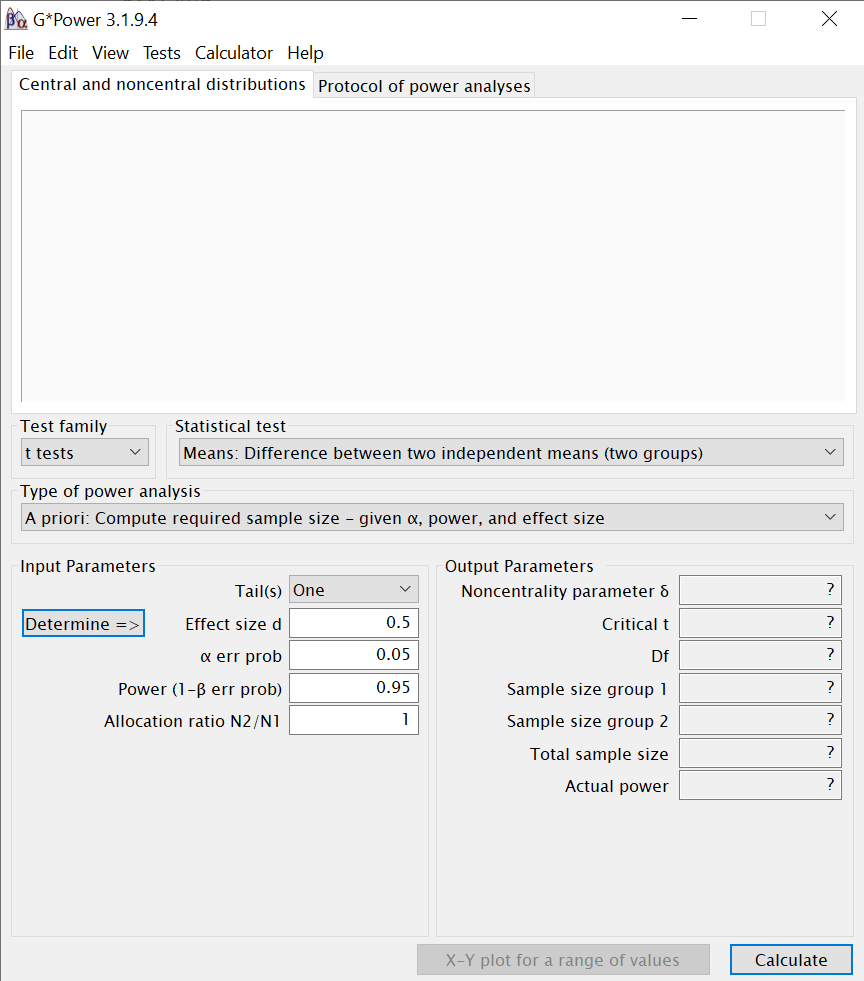 G*Power 3.1.9.4
File Edit View Tests Calculator Help
Central and noncentral distributions Protocol of power analyses
Test family Statistical test
t tests Means: Difference between two independent means (two groups)
Type of power analysis
A priori: Compute required sample size – given α, power, and effect size
Input Parameters
Tail(s) One
Determine => Effect size d 0.5
α err prob 0.05
Power (1–β err prob) 0.95
Allocation ratio N2/N1 1
Output Parameters
Noncentrality parameter δ ?
Critical t ?
Df ?
Sample size group 1 ?
Sample size group 2 ?
Total sample size ?
Actual power ?
X–Y plot for a range of values Calculate